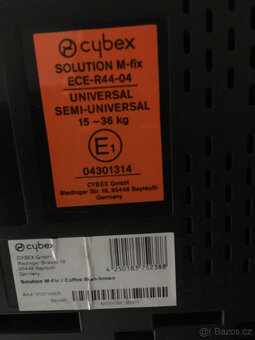 cybex
SOLUTION M-fix
ECE-R44-04
UNIVERSAL
SEMI-UNIVERSAL
15 – 36 kg
E1
04301314
CYBEX GmbH
Riedinger Str. 18, 95448 Bayreuth
Germany
cybex
CYBEX GmbH
Riedinger Strasse 18
95448 Bayreuth
Germany
4 250183 752388
Solution M-Fix / Coffee Bean-brown
bazoš.cz